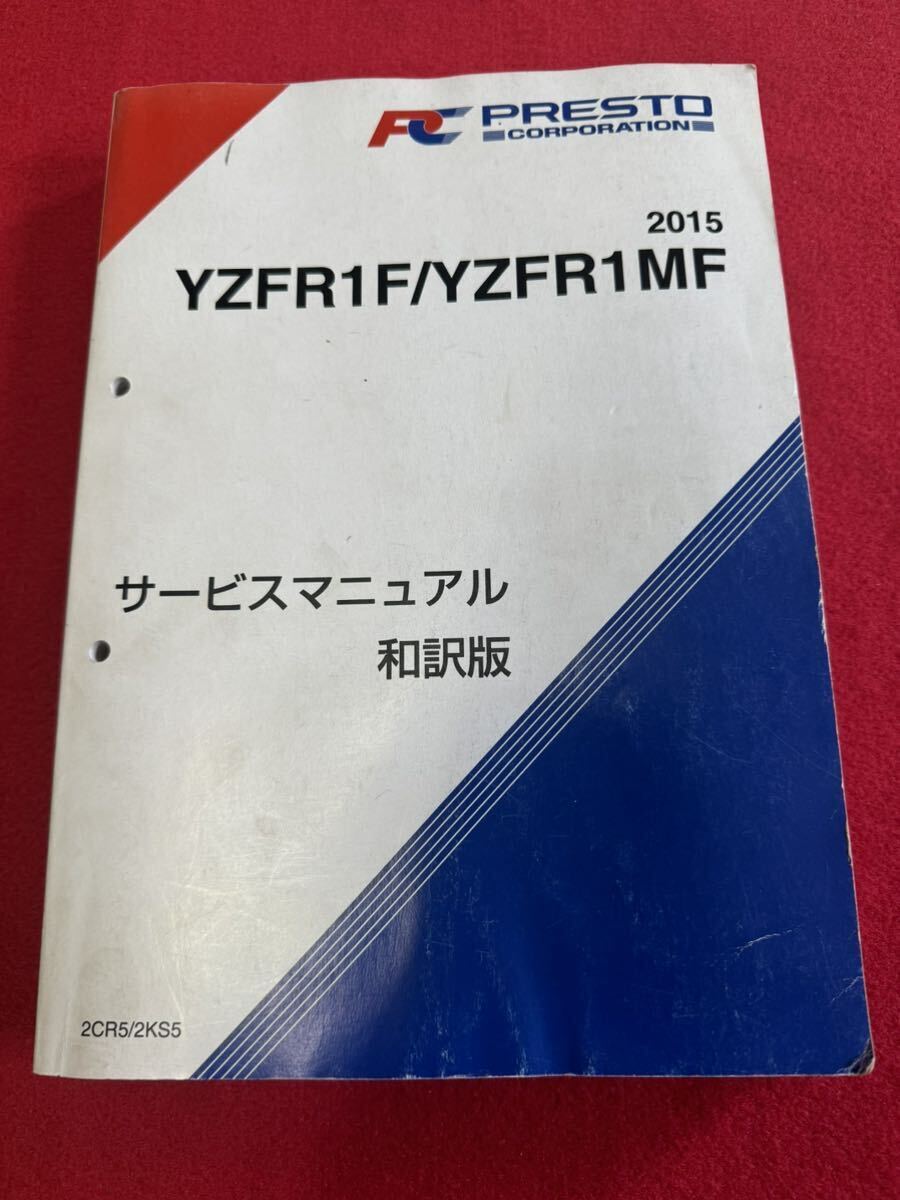 PC PRESTO
CORPORATION
2015
YZFR1F/YZFR1MF
サービスマニュアル
和訳版
2CR5/2KS5